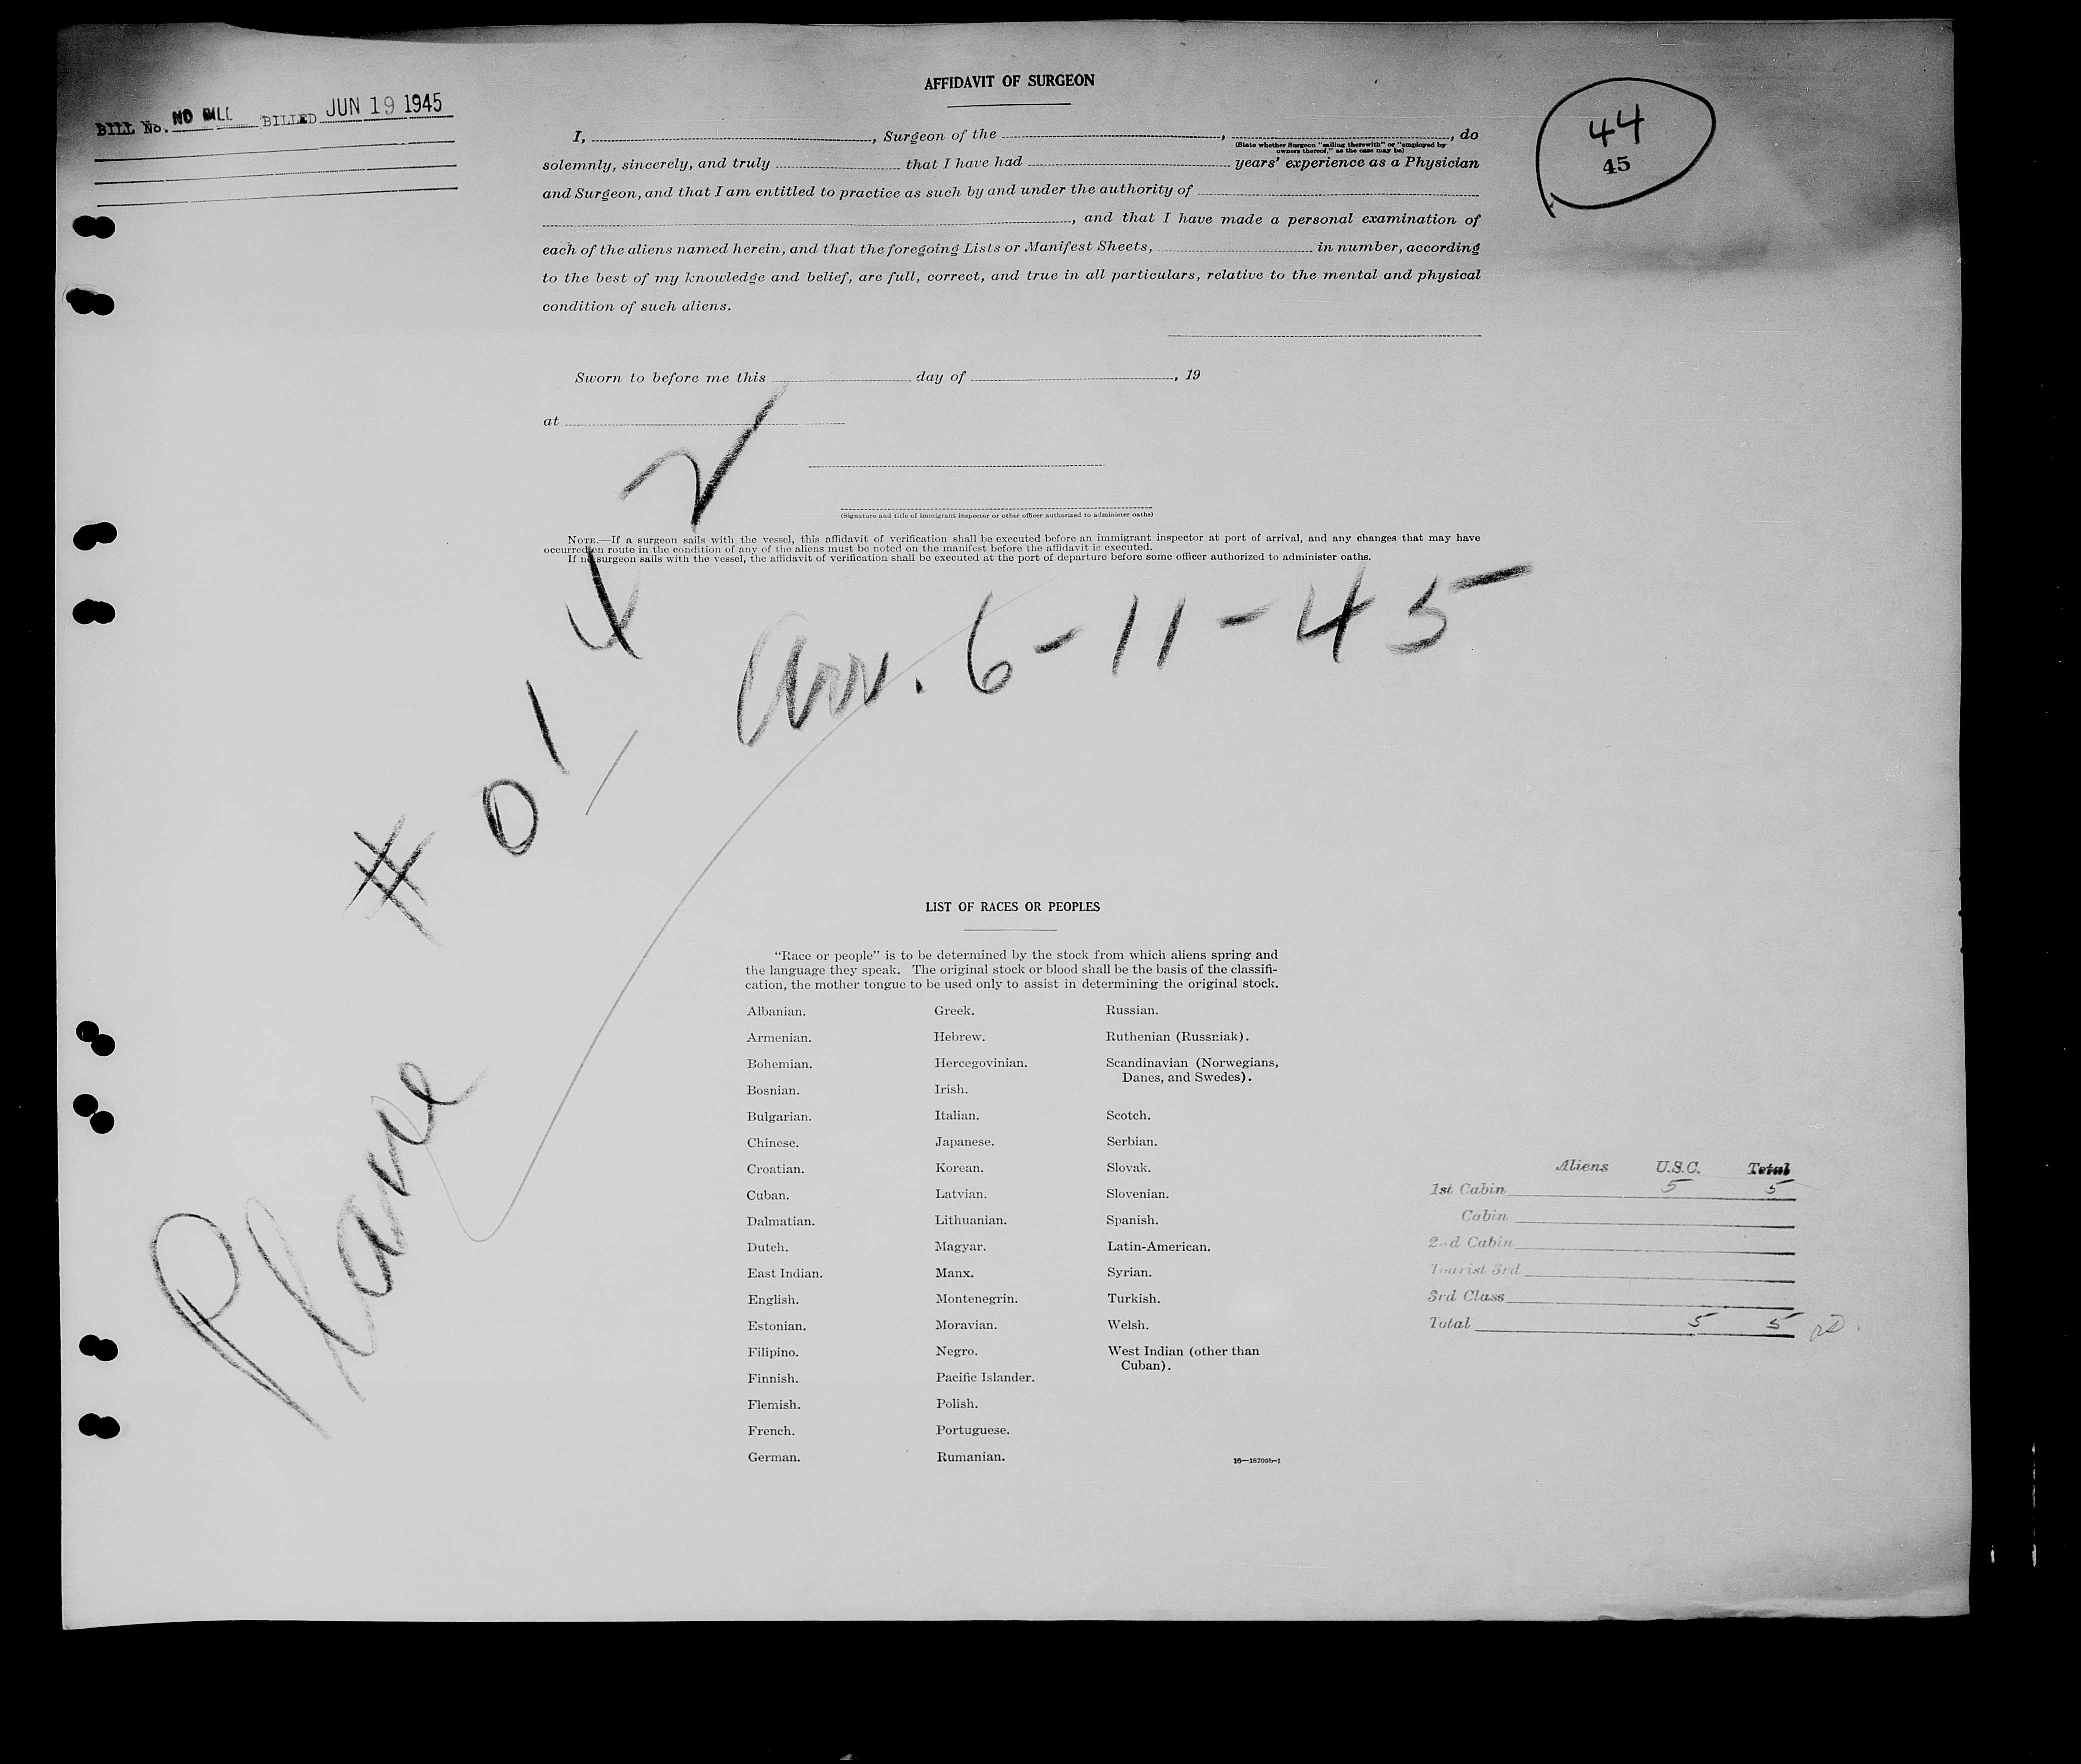 AFFIDAVIT OF SURGEON
BILL No. NO BILL BILLED JUN 19 1945
44
45
I, , Surgeon of the , , do
(State whether Surgeon "sailing therewith" or "employed by
owners thereof," as the case may be)
solemnly, sincerely, and truly that I have had years' experience as a Physician
and Surgeon, and that I am entitled to practice as such by and under the authority of
, and that I have made a personal examination of
each of the aliens named herein, and that the foregoing Lists or Manifest Sheets, in number, according
to the best of my knowledge and belief, are full, correct, and true in all particulars, relative to the mental and physical
condition of such aliens.
Sworn to before me this day of , 19
at
(Signature and title of immigrant inspector or other officer authorized to administer oaths)
NOTE.—If a surgeon sails with the vessel, this affidavit of verification shall be executed before an immigrant inspector at port of arrival, and any changes that may have
occurred en route in the condition of any of the aliens must be noted on the manifest before the affidavit is executed.
If no surgeon sails with the vessel, the affidavit of verification shall be executed at the port of departure before some officer authorized to administer oaths.
Plane # 0142
Arr. 6-11-45
LIST OF RACES OR PEOPLES
"Race or people" is to be determined by the stock from which aliens spring and
the language they speak. The original stock or blood shall be the basis of the classifi-
cation, the mother tongue to be used only to assist in determining the original stock.
Albanian. Greek. Russian.
Armenian. Hebrew. Ruthenian (Russniak).
Bohemian. Hercegovinian. Scandinavian (Norwegians,
Danes, and Swedes).
Bosnian. Irish.
Bulgarian. Italian. Scotch.
Chinese. Japanese. Serbian.
Croatian. Korean. Slovak.
Cuban. Latvian. Slovenian.
Dalmatian. Lithuanian. Spanish.
Dutch. Magyar. Latin-American.
East Indian. Manx. Syrian.
English. Montenegrin. Turkish.
Estonian. Moravian. Welsh.
Filipino. Negro. West Indian (other than
Cuban).
Finnish. Pacific Islander.
Flemish. Polish.
French. Portuguese.
German. Rumanian.
16—18700b-1
Aliens U.S.C. Total
1st Cabin 5 5
Cabin
2nd Cabin
Tourist 3rd
3rd Class
Total 5 5